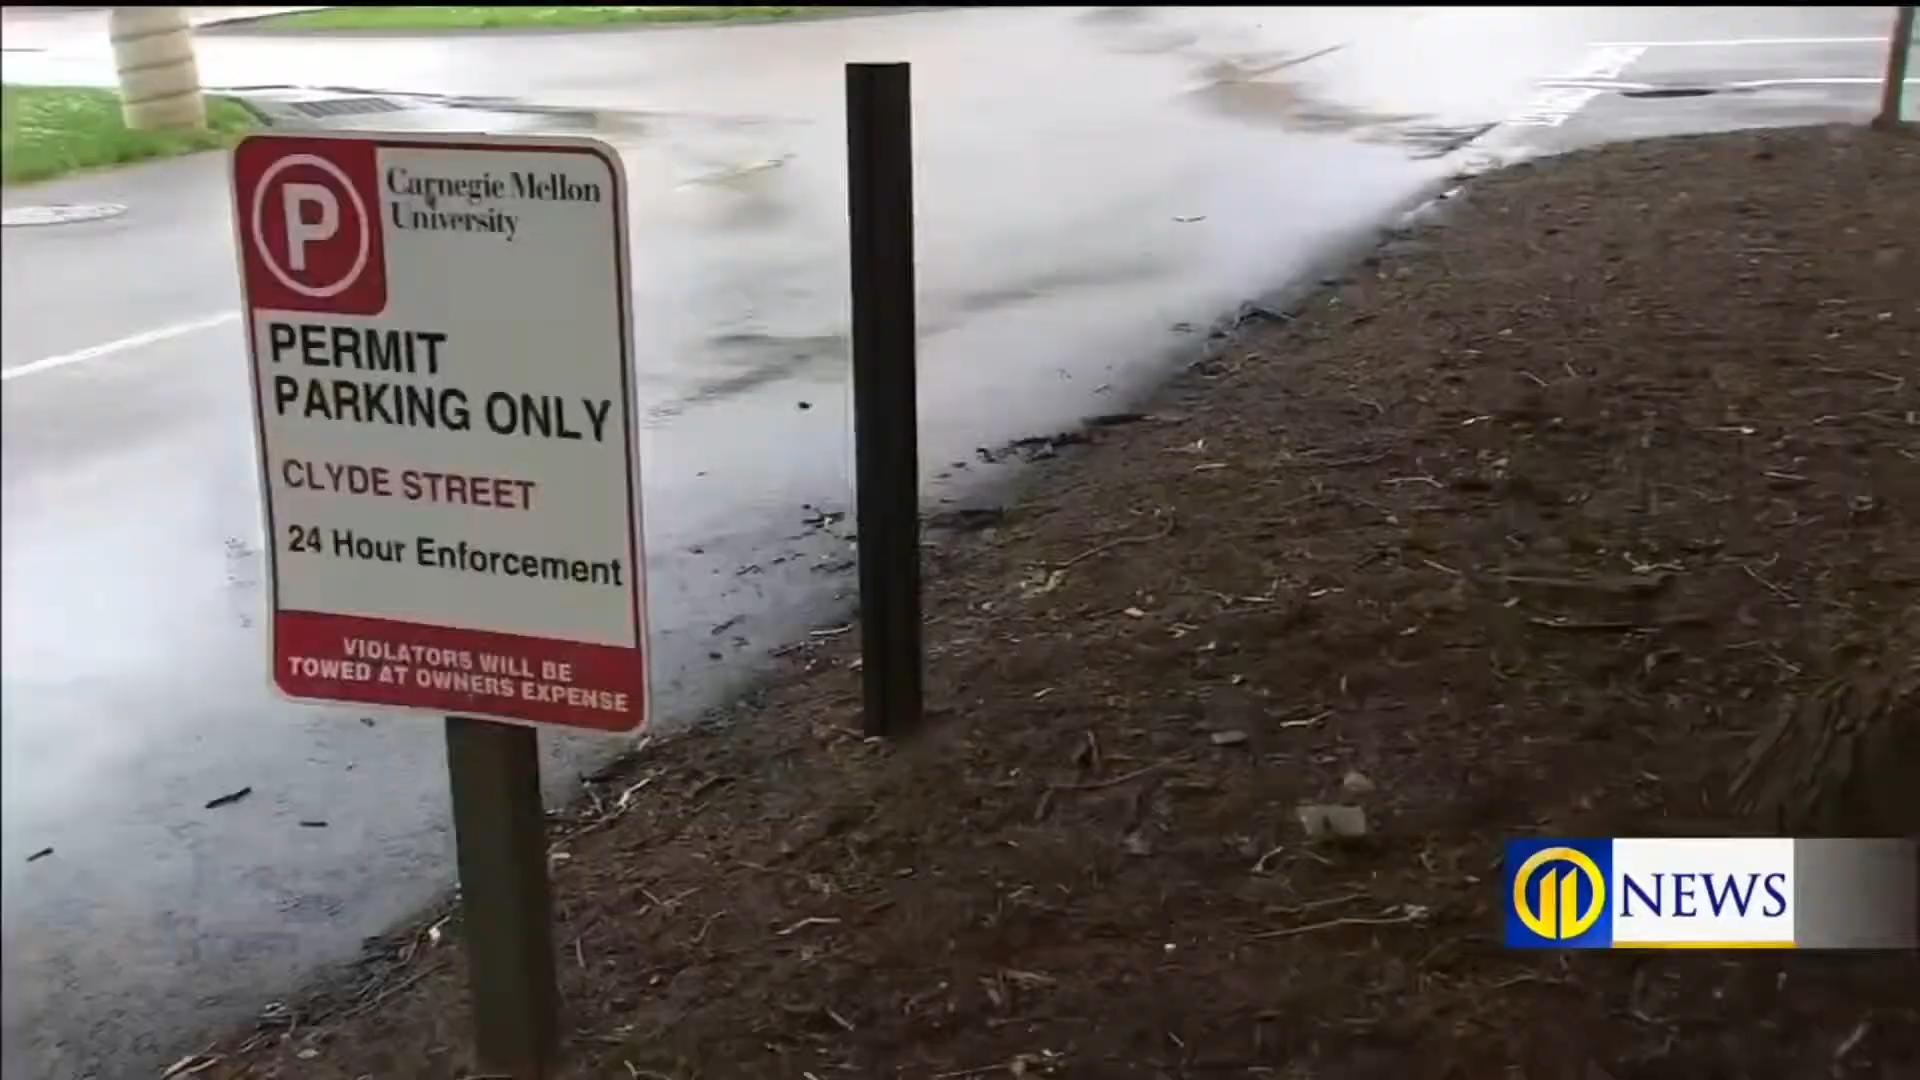 P
Carnegie Mellon
University
PERMIT
PARKING ONLY
CLYDE STREET
24 Hour Enforcement
VIOLATORS WILL BE
TOWED AT OWNERS EXPENSE
11 NEWS